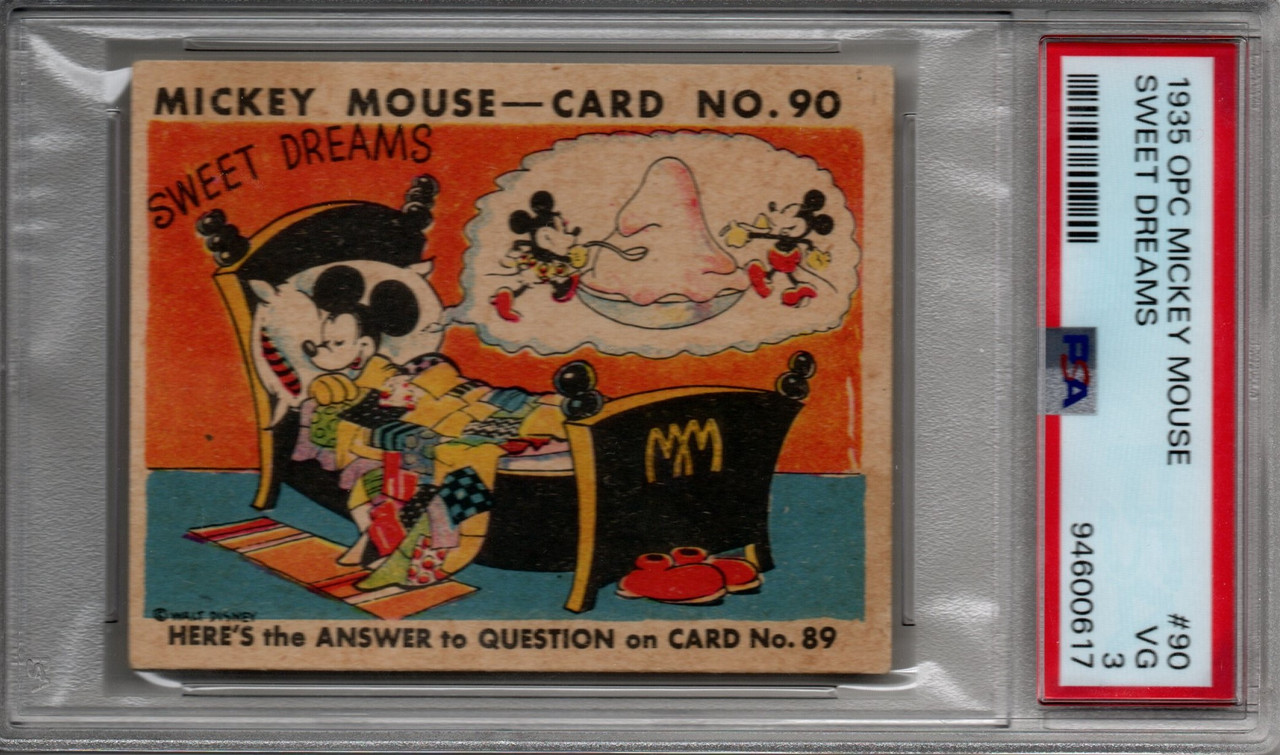 MICKEY MOUSE—CARD NO. 90
SWEET DREAMS
MM
© WALT DISNEY
HERE'S the ANSWER to QUESTION on CARD No. 89
1935 OPC MICKEY MOUSE #90
SWEET DREAMS VG
3
94600617
PSA